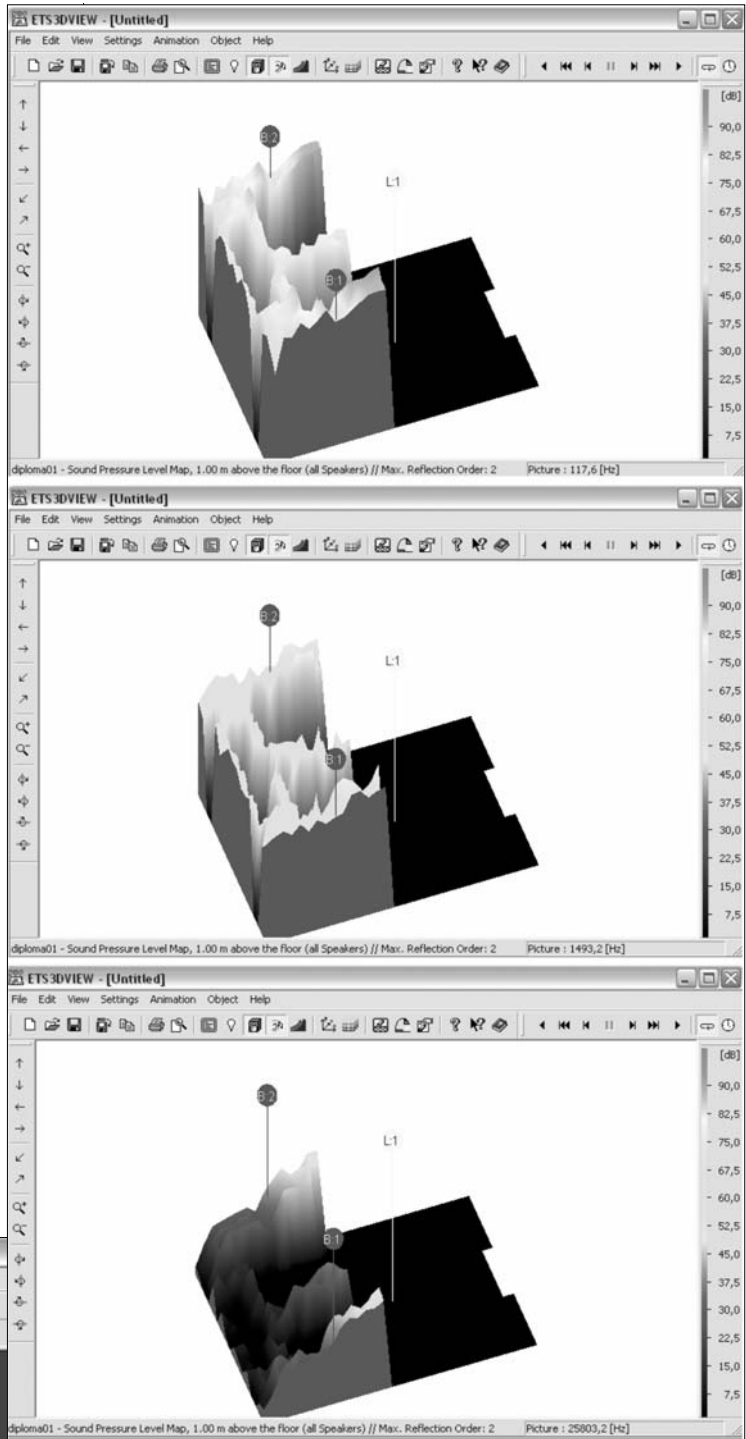 ETS3DVIEW - [Untitled]
File Edit View Settings Animation Object Help
[dB]
90,0
82,5
75,0
67,5
60,0
52,5
45,0
37,5
30,0
22,5
15,0
7,5
B:2
L:1
B:1
diploma01 - Sound Pressure Level Map, 1.00 m above the floor (all Speakers) // Max. Reflection Order: 2 Picture : 117,6 [Hz]
ETS3DVIEW - [Untitled]
File Edit View Settings Animation Object Help
[dB]
90,0
82,5
75,0
67,5
60,0
52,5
45,0
37,5
30,0
22,5
15,0
7,5
B:2
L:1
B:1
diploma01 - Sound Pressure Level Map, 1.00 m above the floor (all Speakers) // Max. Reflection Order: 2 Picture : 1493,2 [Hz]
ETS3DVIEW - [Untitled]
File Edit View Settings Animation Object Help
[dB]
90,0
82,5
75,0
67,5
60,0
52,5
45,0
37,5
30,0
22,5
15,0
7,5
B:2
L:1
B:1
diploma01 - Sound Pressure Level Map, 1.00 m above the floor (all Speakers) // Max. Reflection Order: 2 Picture : 25803,2 [Hz]